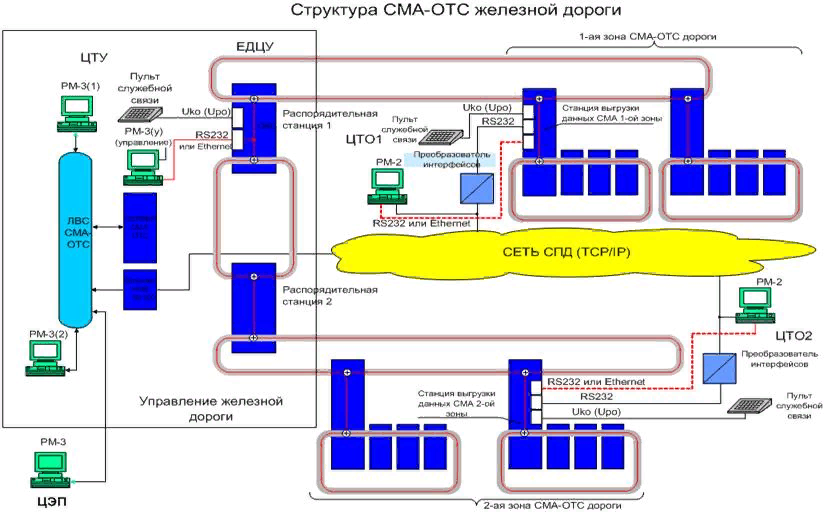 Структура СМА-ОТС железной дороги
1-ая зона СМА-ОТС дороги
ЦТУ
ЕДЦУ
РМ-3(1)
Пульт
служебной
связи
Uko (Upo)
РМ-3(у)
(управление)
RS232
или Ethernet
Распорядительная
станция 1
ЦТО1
Пульт
служебной
связи
Uko (Upo)
RS232
Станция выгрузки
данных СМА 1-ой зоны
РМ-2
Преобразователь
интерфейсов
RS232 или Ethernet
ЛВС
СМА-
ОТС
СЕТЬ СПД (TCP/IP)
Распорядительная
станция 2
РМ-3(2)
РМ-2
ЦТО2
Преобразователь
интерфейсов
Управление железной
дороги
Станция выгрузки
данных СМА 2-ой
зоны
RS232 или Ethernet
RS232
Uko (Upo)
Пульт
служебной
связи
РМ-3
ЦЭП
2-ая зона СМА-ОТС дороги